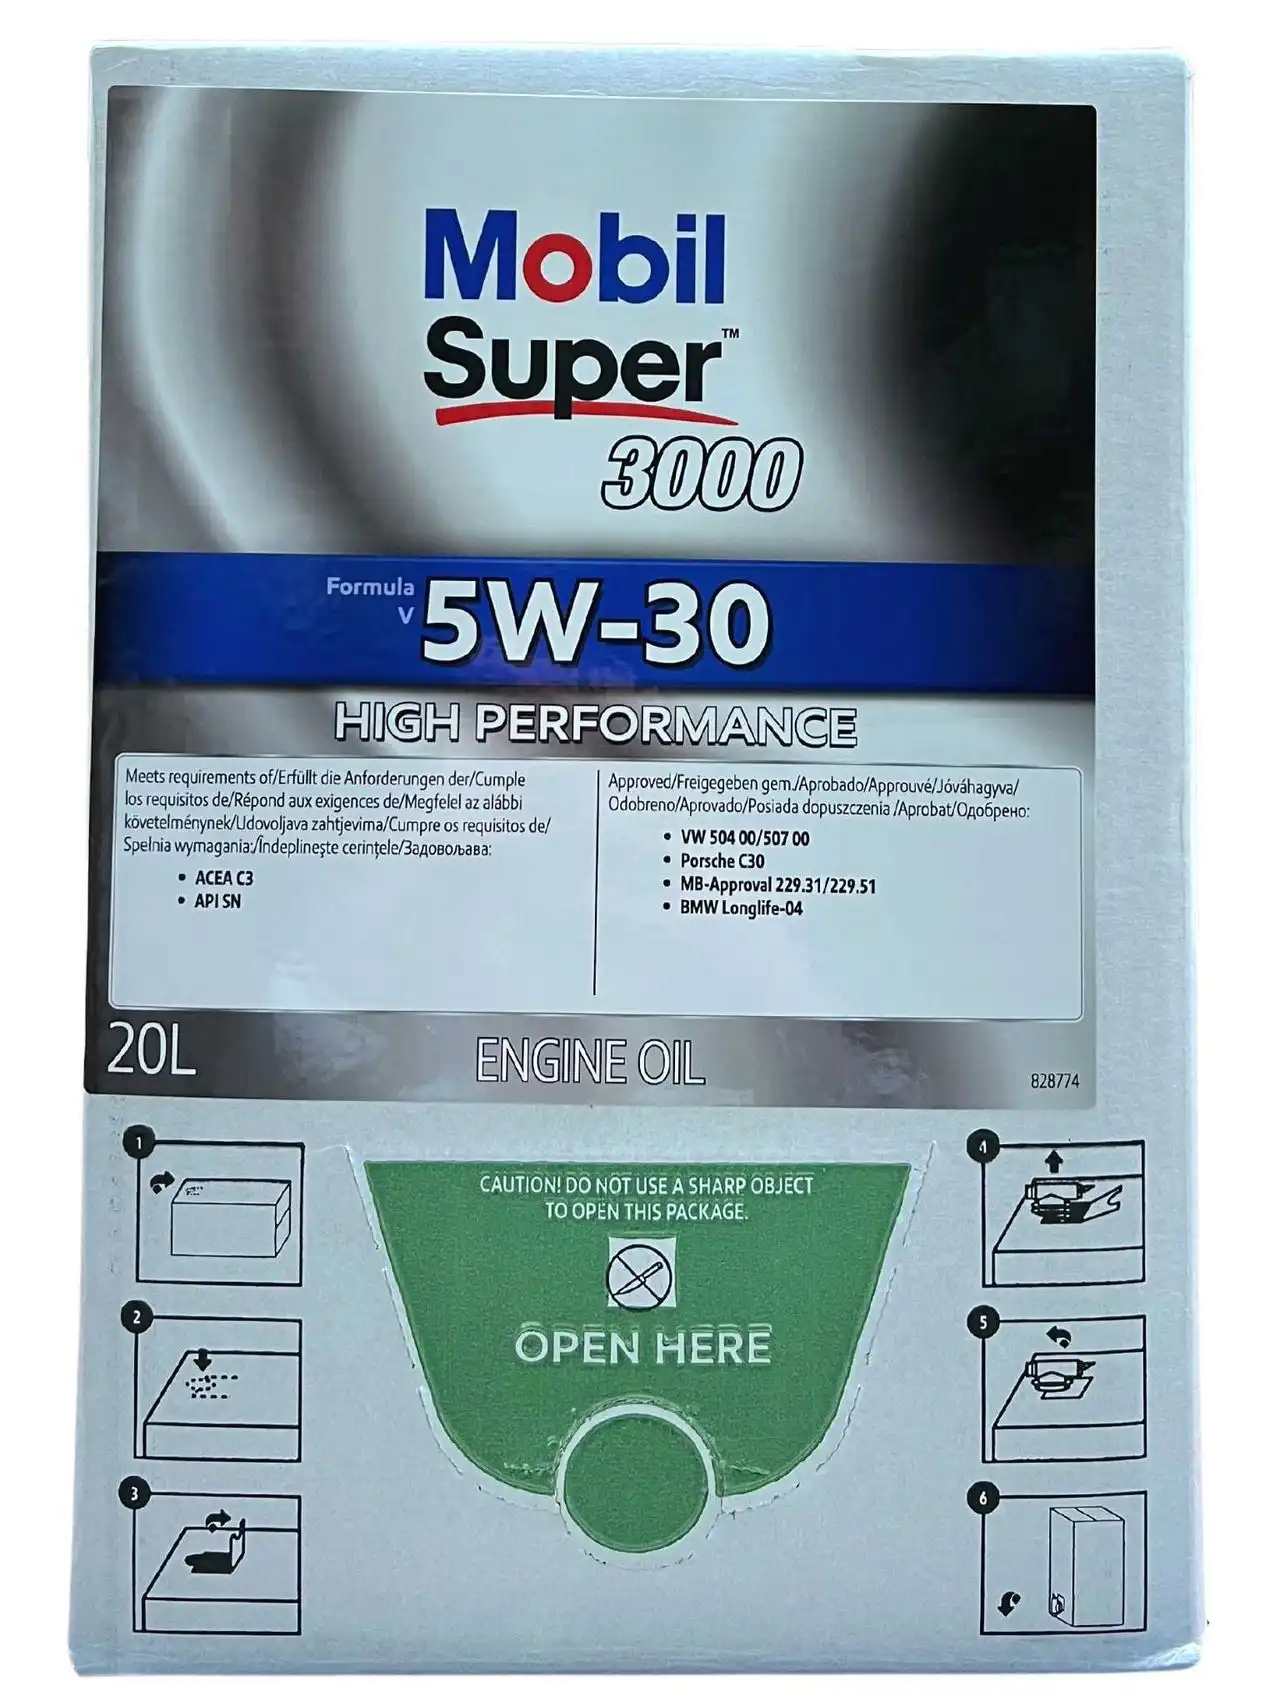 Mobil
Super™
3000
Formula
V
5W-30
HIGH PERFORMANCE
Meets requirements of/Erfüllt die Anforderungen der/Cumple
los requisitos de/Répond aux exigences de/Megfelel az alábbi
követelménynek/Udovoljava zahtjevima/Cumpre os requisitos de/
Spełnia wymagania:/Îndeplinește cerințele/Задовољава:
• ACEA C3
• API SN
Approved/Freigegeben gem./Aprobado/Approuvé/Jóváhagyva/
Odobreno/Aprovado/Posiada dopuszczenia /Aprobat/Одобрено:
• VW 504 00/507 00
• Porsche C30
• MB-Approval 229.31/229.51
• BMW Longlife-04
20L
ENGINE OIL
828774
CAUTION! DO NOT USE A SHARP OBJECT
TO OPEN THIS PACKAGE.
OPEN HERE
1
2
3
4
5
6